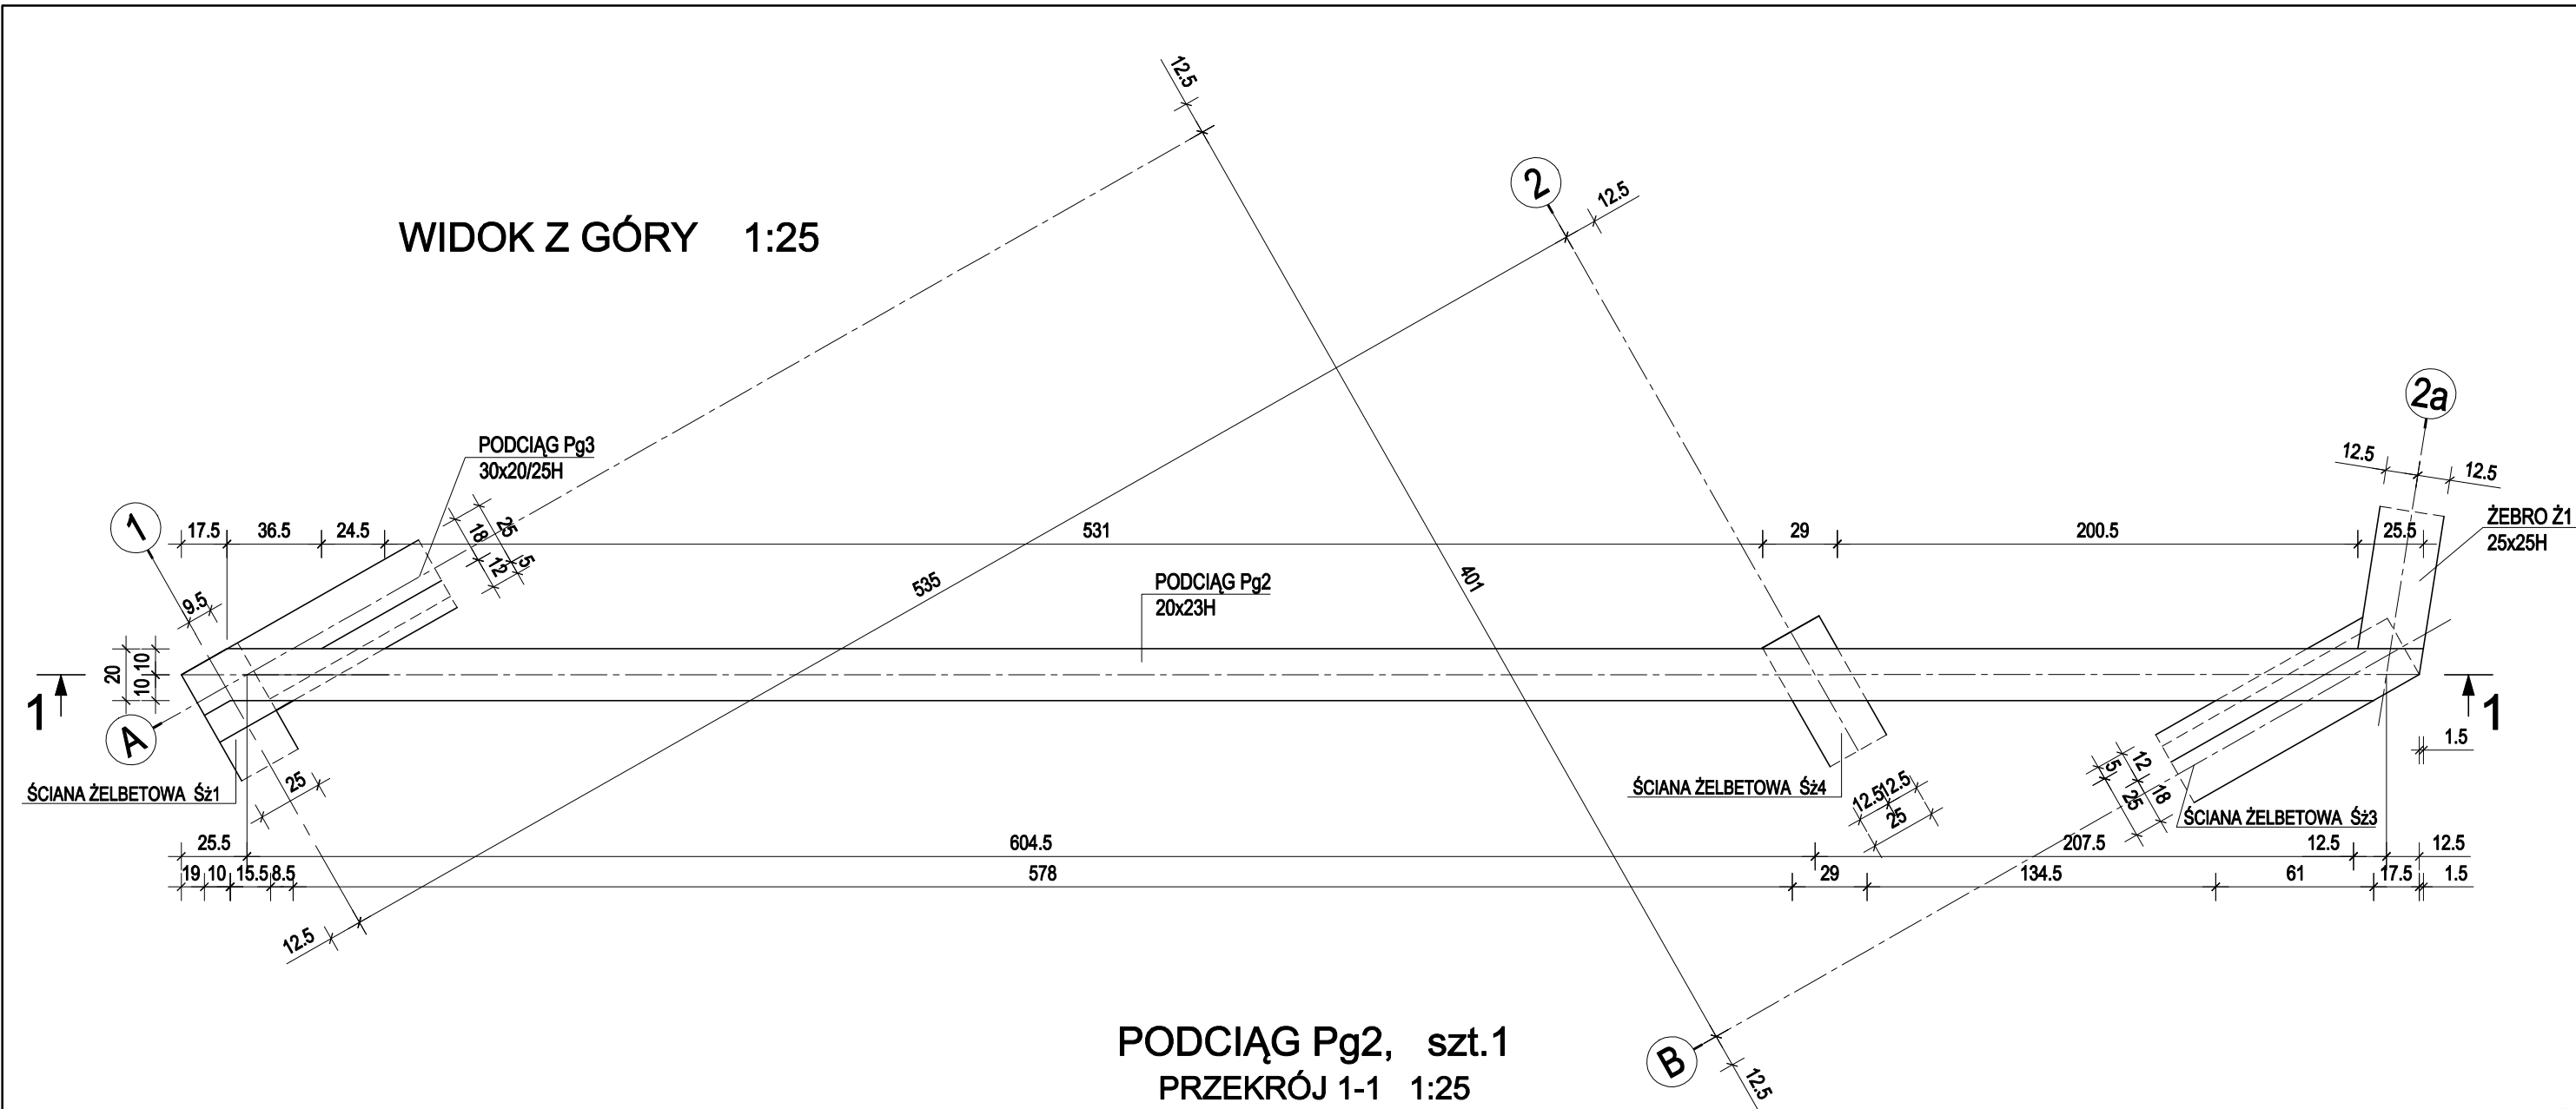 12.5
2
12.5
WIDOK Z GÓRY 1:25
2a
12.5
12.5
PODCIĄG Pg3
30x20/25H
1
17.5 36.5 24.5 531 29 200.5 25.5
ŻEBRO Ż1
25x25H
18 25
12 5
9.5
535
401
PODCIĄG Pg2
20x23H
20 10
10
1
1
A
1.5
25
ŚCIANA ŻELBETOWA Śż1
ŚCIANA ŻELBETOWA Śż4
12.5 12.5
25
5 12
25 18
ŚCIANA ŻELBETOWA Śż3
25.5 604.5 207.5 12.5 12.5
19 10 15.5 8.5 578 29 134.5 61 17.5 1.5
12.5
B
12.5
PODCIĄG Pg2, szt.1
PRZEKRÓJ 1-1 1:25